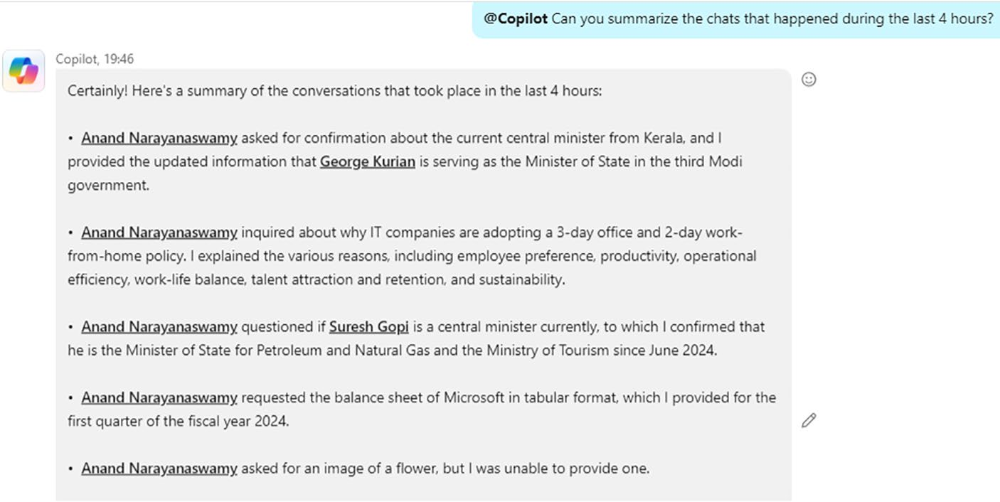 @Copilot Can you summarize the chats that happened during the last 4 hours?
Copilot, 19:46
Certainly! Here's a summary of the conversations that took place in the last 4 hours:
• Anand Narayanaswamy asked for confirmation about the current central minister from Kerala, and I
provided the updated information that George Kurian is serving as the Minister of State in the third Modi
government.
• Anand Narayanaswamy inquired about why IT companies are adopting a 3-day office and 2-day work-
from-home policy. I explained the various reasons, including employee preference, productivity, operational
efficiency, work-life balance, talent attraction and retention, and sustainability.
• Anand Narayanaswamy questioned if Suresh Gopi is a central minister currently, to which I confirmed that
he is the Minister of State for Petroleum and Natural Gas and the Ministry of Tourism since June 2024.
• Anand Narayanaswamy requested the balance sheet of Microsoft in tabular format, which I provided for the
first quarter of the fiscal year 2024.
• Anand Narayanaswamy asked for an image of a flower, but I was unable to provide one.